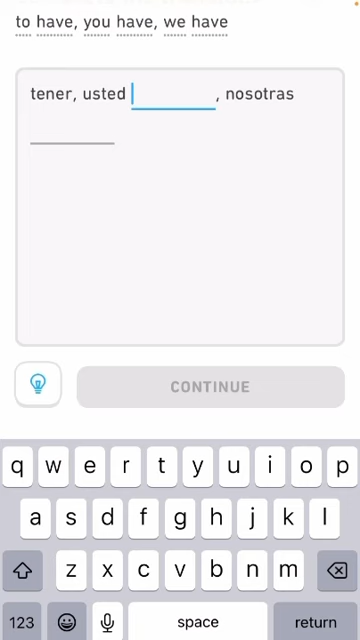 to have, you have, we have
tener, usted , nosotras
CONTINUE
q w e r t y u i o p
a s d f g h j k l
z x c v b n m
123 space return